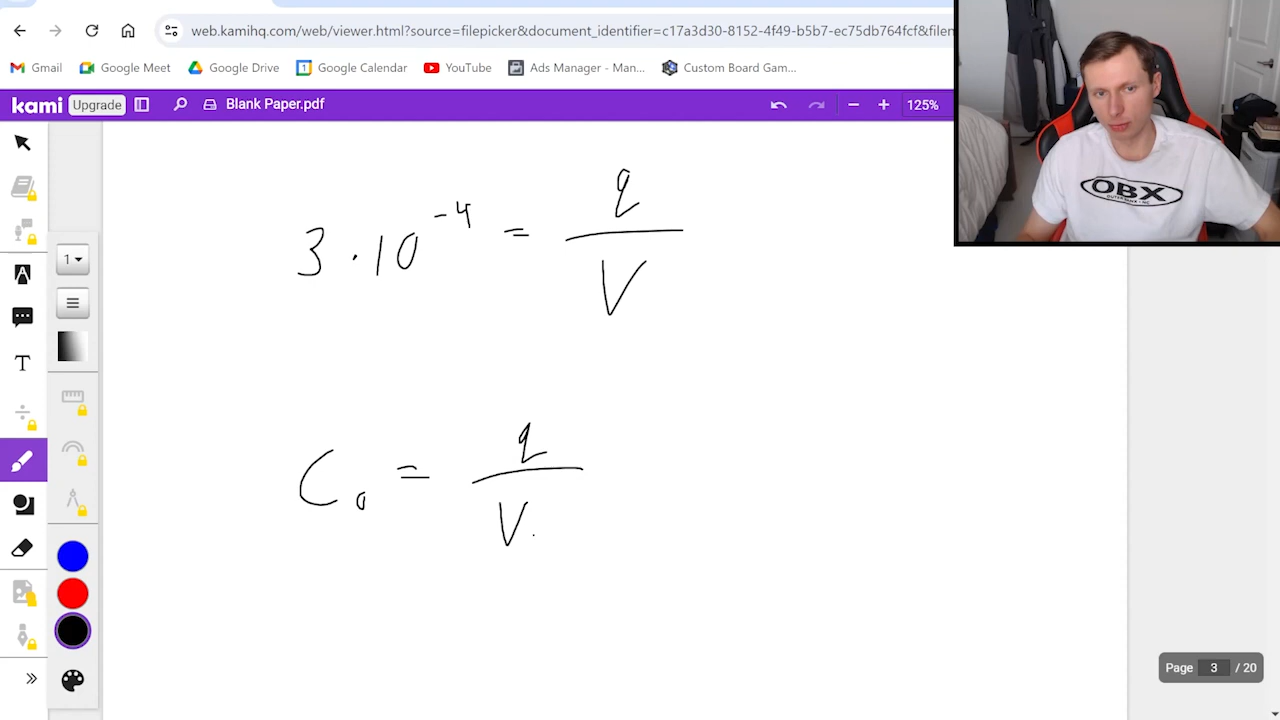 web.kamihq.com/web/viewer.html?source=filepicker&document_identifier=c17a3d30-8152-4f49-b5b7-ec75db764fcf&filen
Gmail Google Meet Google Drive 1 Google Calendar YouTube Ads Manager - Man... Custom Board Gam...
kami Upgrade Blank Paper.pdf 125%
OBX
3 · 10^-4 = q / V
1
T
C₀ = q / V.
Page 3 / 20